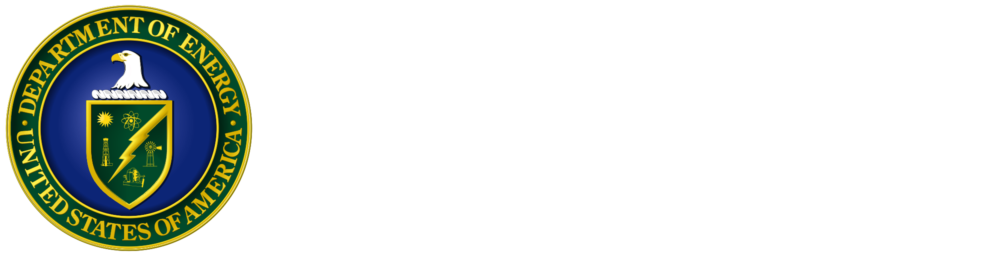 DEPARTMENT OF ENERGY
UNITED STATES OF AMERICA